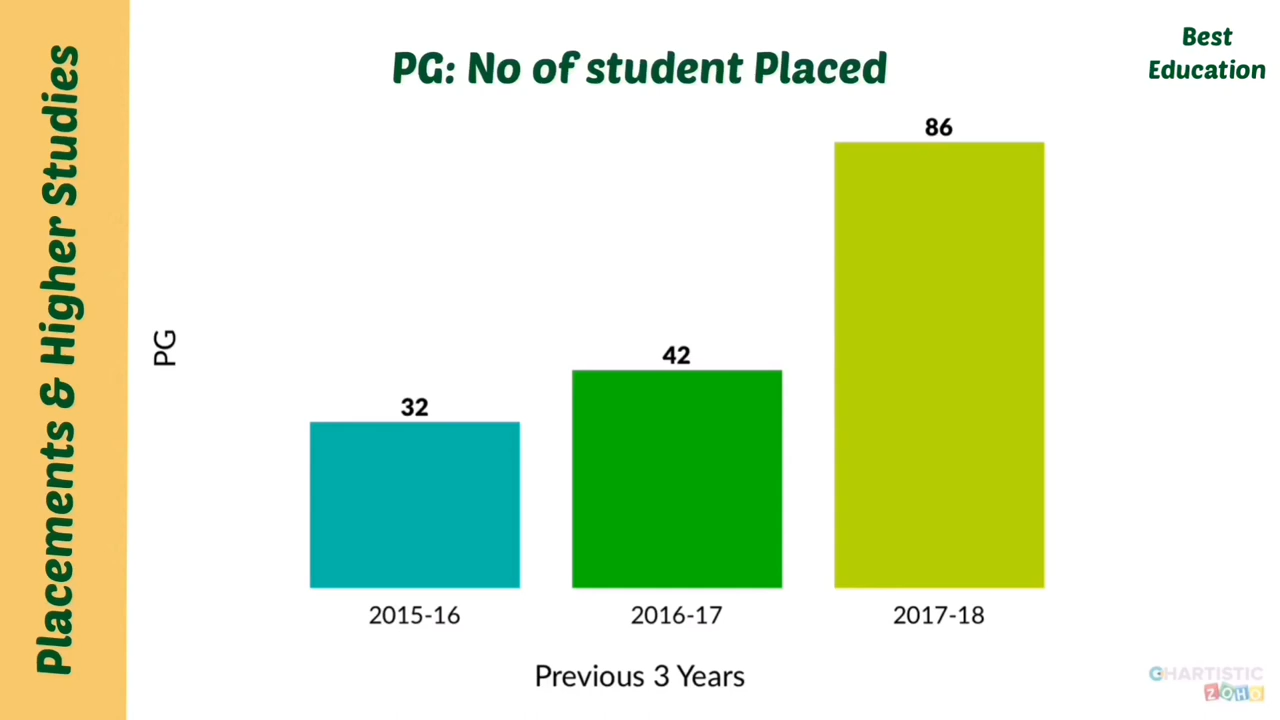 Placements & Higher Studies
PG: No of student Placed
Best
Education
PG
32
42
86
2015-16
2016-17
2017-18
Previous 3 Years
CHARTISTIC
ZOHO